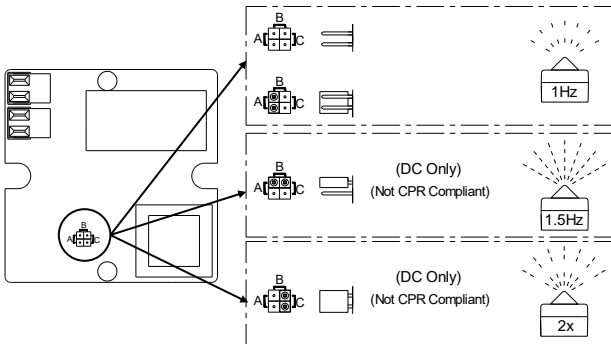 B
A C
1Hz
B
A C
B
A C
(DC Only)
(Not CPR Compliant)
1.5Hz
B
A C
B
A C
(DC Only)
(Not CPR Compliant)
2x